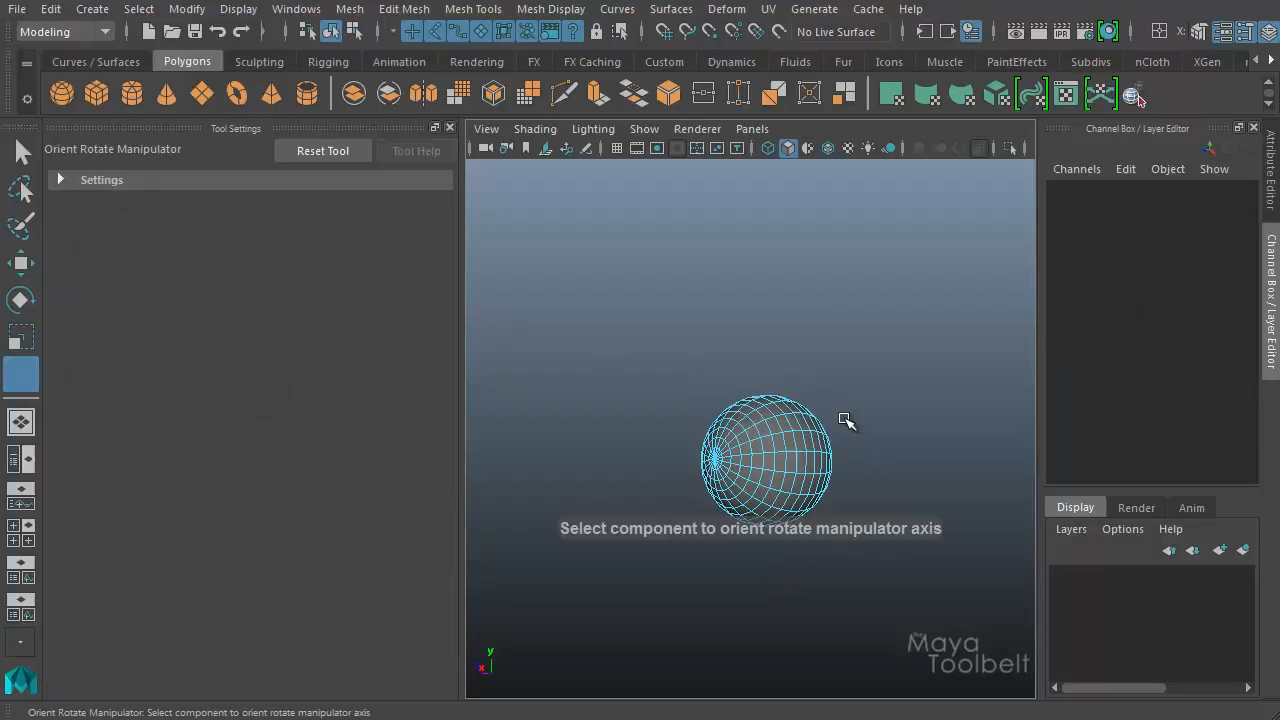 File Edit Create Select Modify Display Windows Mesh Edit Mesh Mesh Tools Mesh Display Curves Surfaces Deform UV Generate Cache Help
Modeling No Live Surface X:
Curves / Surfaces Polygons Sculpting Rigging Animation Rendering FX FX Caching Custom Dynamics Fluids Fur Icons Muscle PaintEffects Subdivs nCloth XGen
Tool Settings
Orient Rotate Manipulator Reset Tool Tool Help
Settings
View Shading Lighting Show Renderer Panels
Select component to orient rotate manipulator axis
y
x
the
Maya
Toolbelt
Channel Box / Layer Editor
Channels Edit Object Show
Display Render Anim
Layers Options Help
Attribute Editor
Channel Box / Layer Editor
Orient Rotate Manipulator: Select component to orient rotate manipulator axis